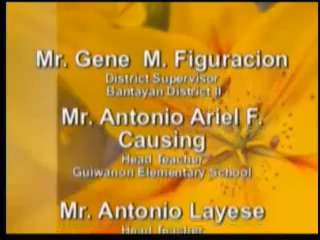 Mr. Gene M. Figuracion
District Supervisor
Bantayan District II
Mr. Antonio Ariel F.
Causing
Head Teacher
Guiwanon Elementary School
Mr. Antonio Layese
Head Teacher